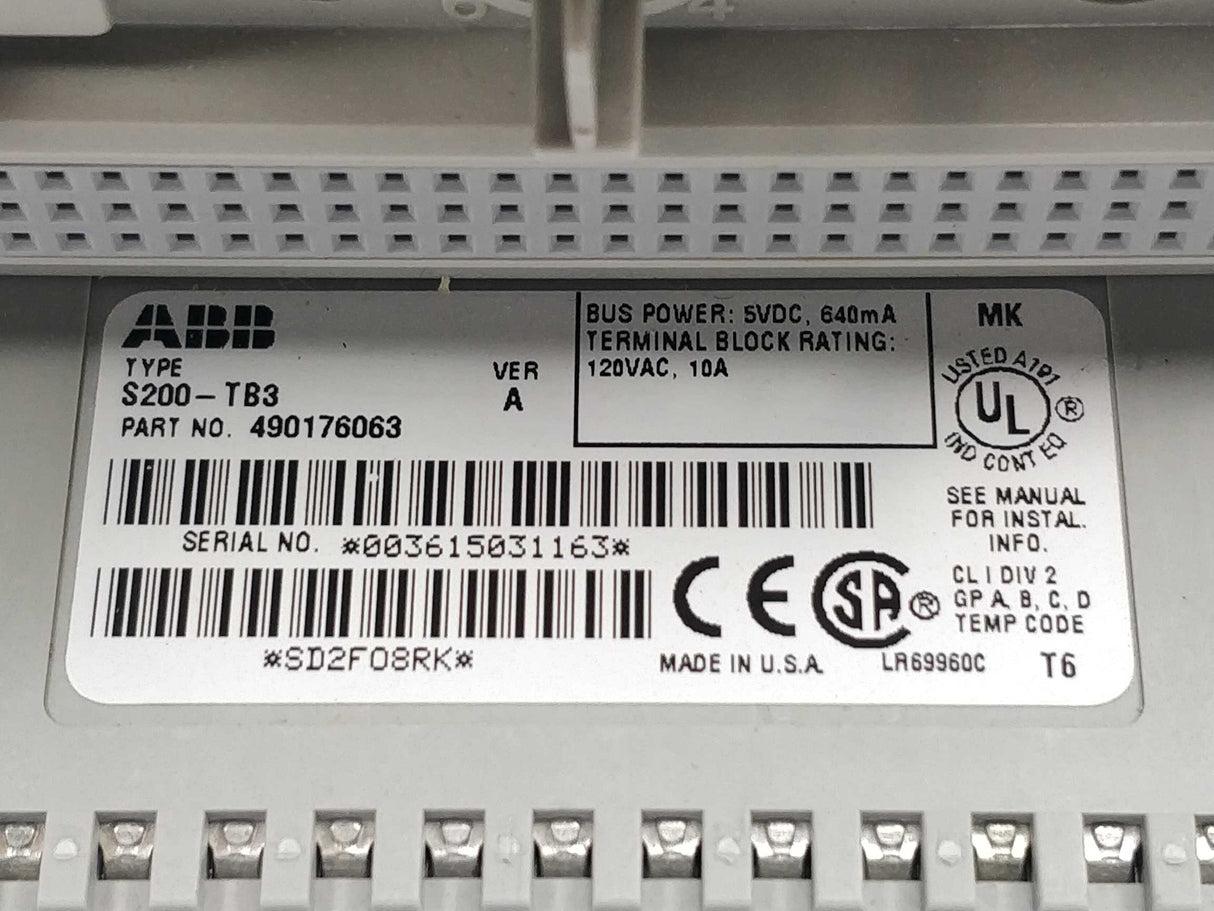 6 4
ABB
TYPE
S200-TB3
PART NO. 490176063
VER
A
BUS POWER: 5VDC, 640mA
TERMINAL BLOCK RATING:
120VAC, 10A
MK
LISTED A191
UL ®
IND CONT EQ
SERIAL NO. *003615031163*
*SD2F08RK*
SEE MANUAL
FOR INSTAL.
INFO.
CL I DIV 2
GP A, B, C, D
TEMP CODE
T6
CE SA ®
MADE IN U.S.A. LR69960C